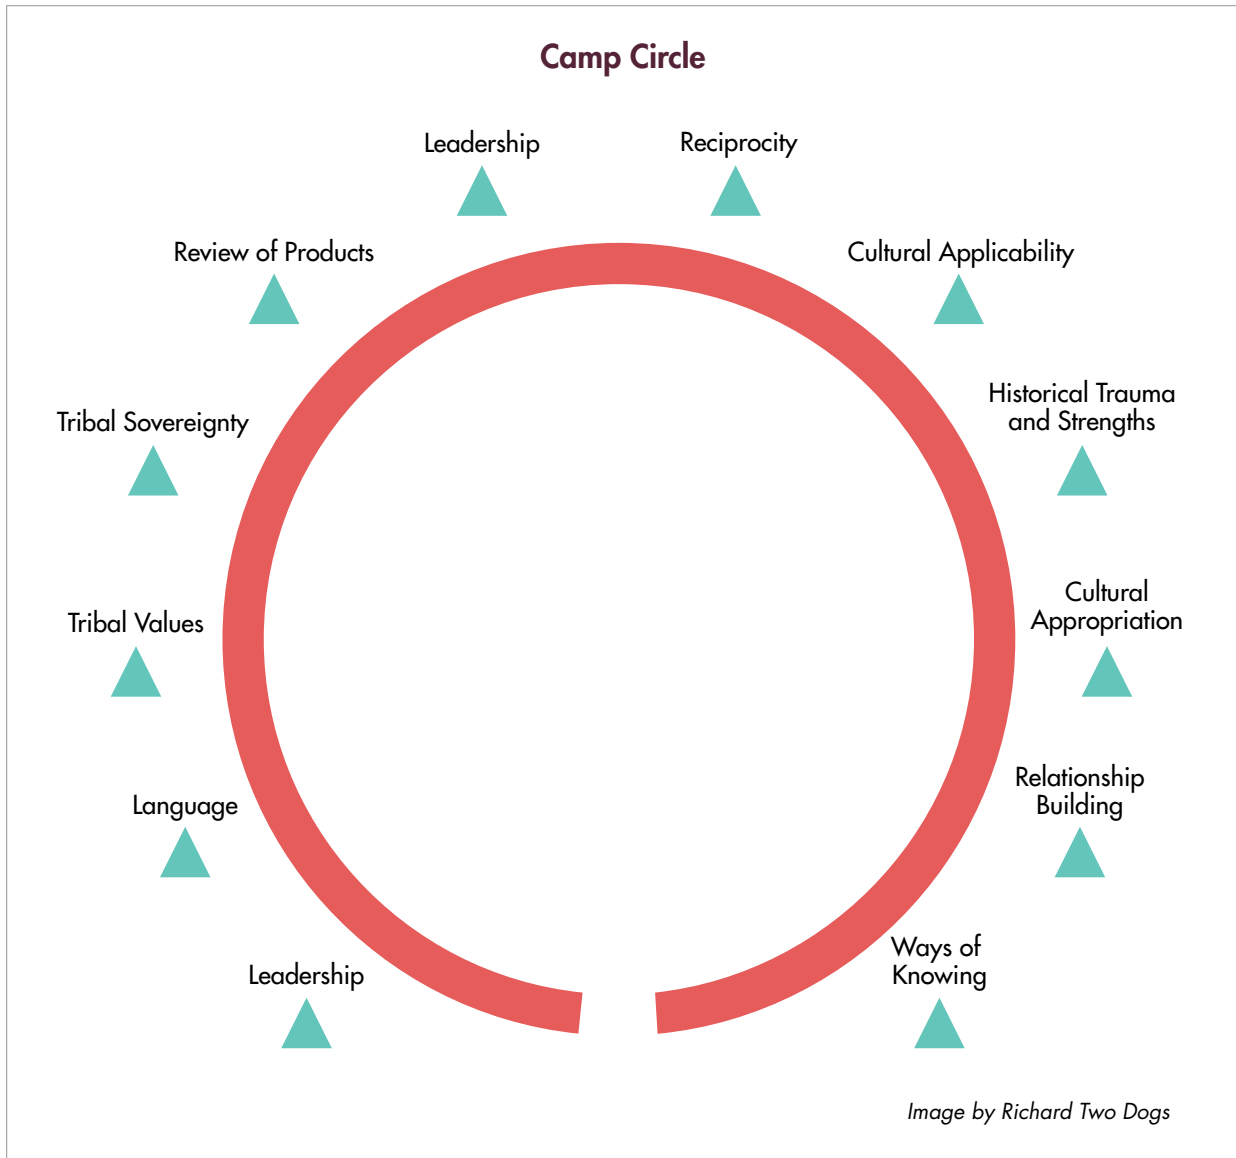 Camp Circle
Leadership
Reciprocity
Review of Products
Cultural Applicability
Tribal Sovereignty
Historical Trauma
and Strengths
Tribal Values
Cultural
Appropriation
Language
Relationship
Building
Leadership
Ways of
Knowing
Image by Richard Two Dogs